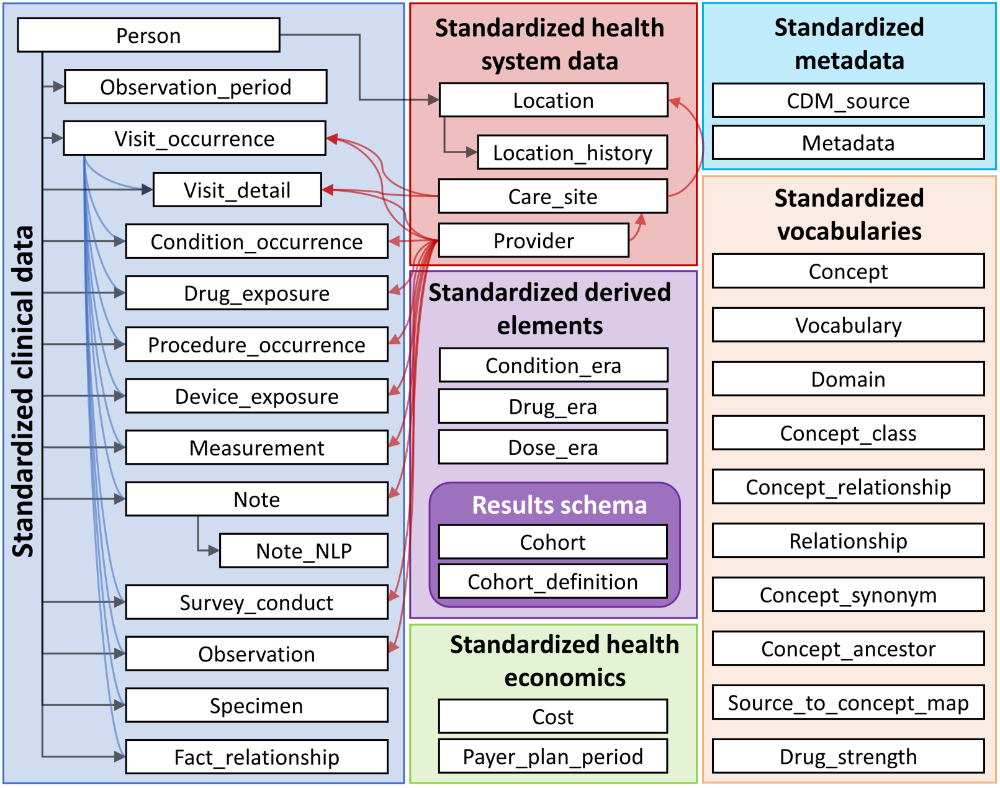 Standardized clinical data
Person
Observation_period
Visit_occurrence
Visit_detail
Condition_occurrence
Drug_exposure
Procedure_occurrence
Device_exposure
Measurement
Note
Note_NLP
Survey_conduct
Observation
Specimen
Fact_relationship
Standardized health
system data
Location
Location_history
Care_site
Provider
Standardized derived
elements
Condition_era
Drug_era
Dose_era
Results schema
Cohort
Cohort_definition
Standardized health
economics
Cost
Payer_plan_period
Standardized
metadata
CDM_source
Metadata
Standardized
vocabularies
Concept
Vocabulary
Domain
Concept_class
Concept_relationship
Relationship
Concept_synonym
Concept_ancestor
Source_to_concept_map
Drug_strength